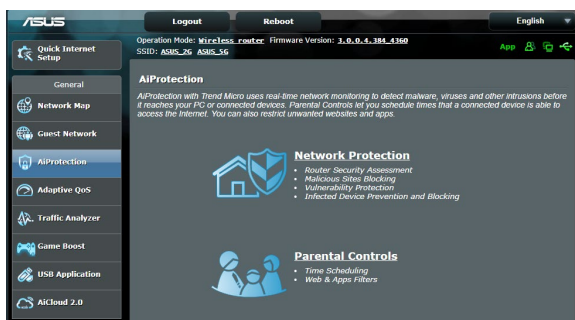 ASUS
Logout
Reboot
English
Quick Internet
Setup
Operation Mode: Wireless router Firmware Version: 3.0.0.4.384_4360
SSID: ASUS_2G ASUS_5G
App
General
Network Map
Guest Network
AiProtection
Adaptive QoS
Traffic Analyzer
Game Boost
USB Application
AiCloud 2.0
AiProtection
AiProtection with Trend Micro uses real-time network monitoring to detect malware, viruses and other intrusions before
it reaches your PC or connected devices. Parental Controls let you schedule times that a connected device is able to
access the Internet. You can also restrict unwanted websites and apps.
Network Protection
• Router Security Assessment
• Malicious Sites Blocking
• Vulnerability Protection
• Infected Device Prevention and Blocking
Parental Controls
• Time Scheduling
• Web & Apps Filters